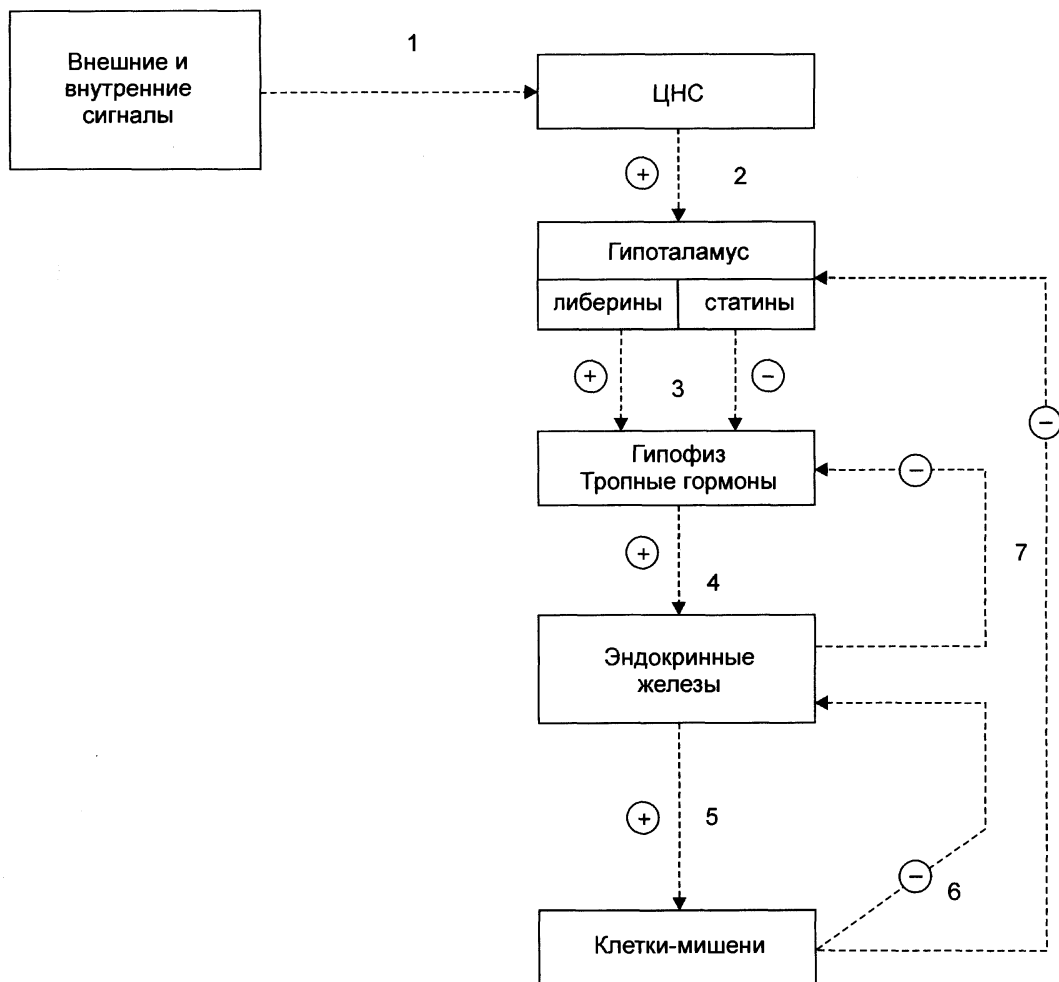 Внешние и
внутренние
сигналы
1
ЦНС
+
2
Гипоталамус
либерины
статины
+
3
−
−
Гипофиз
Тропные гормоны
−
+
4
7
Эндокринные
железы
+
5
−
6
Клетки-мишени